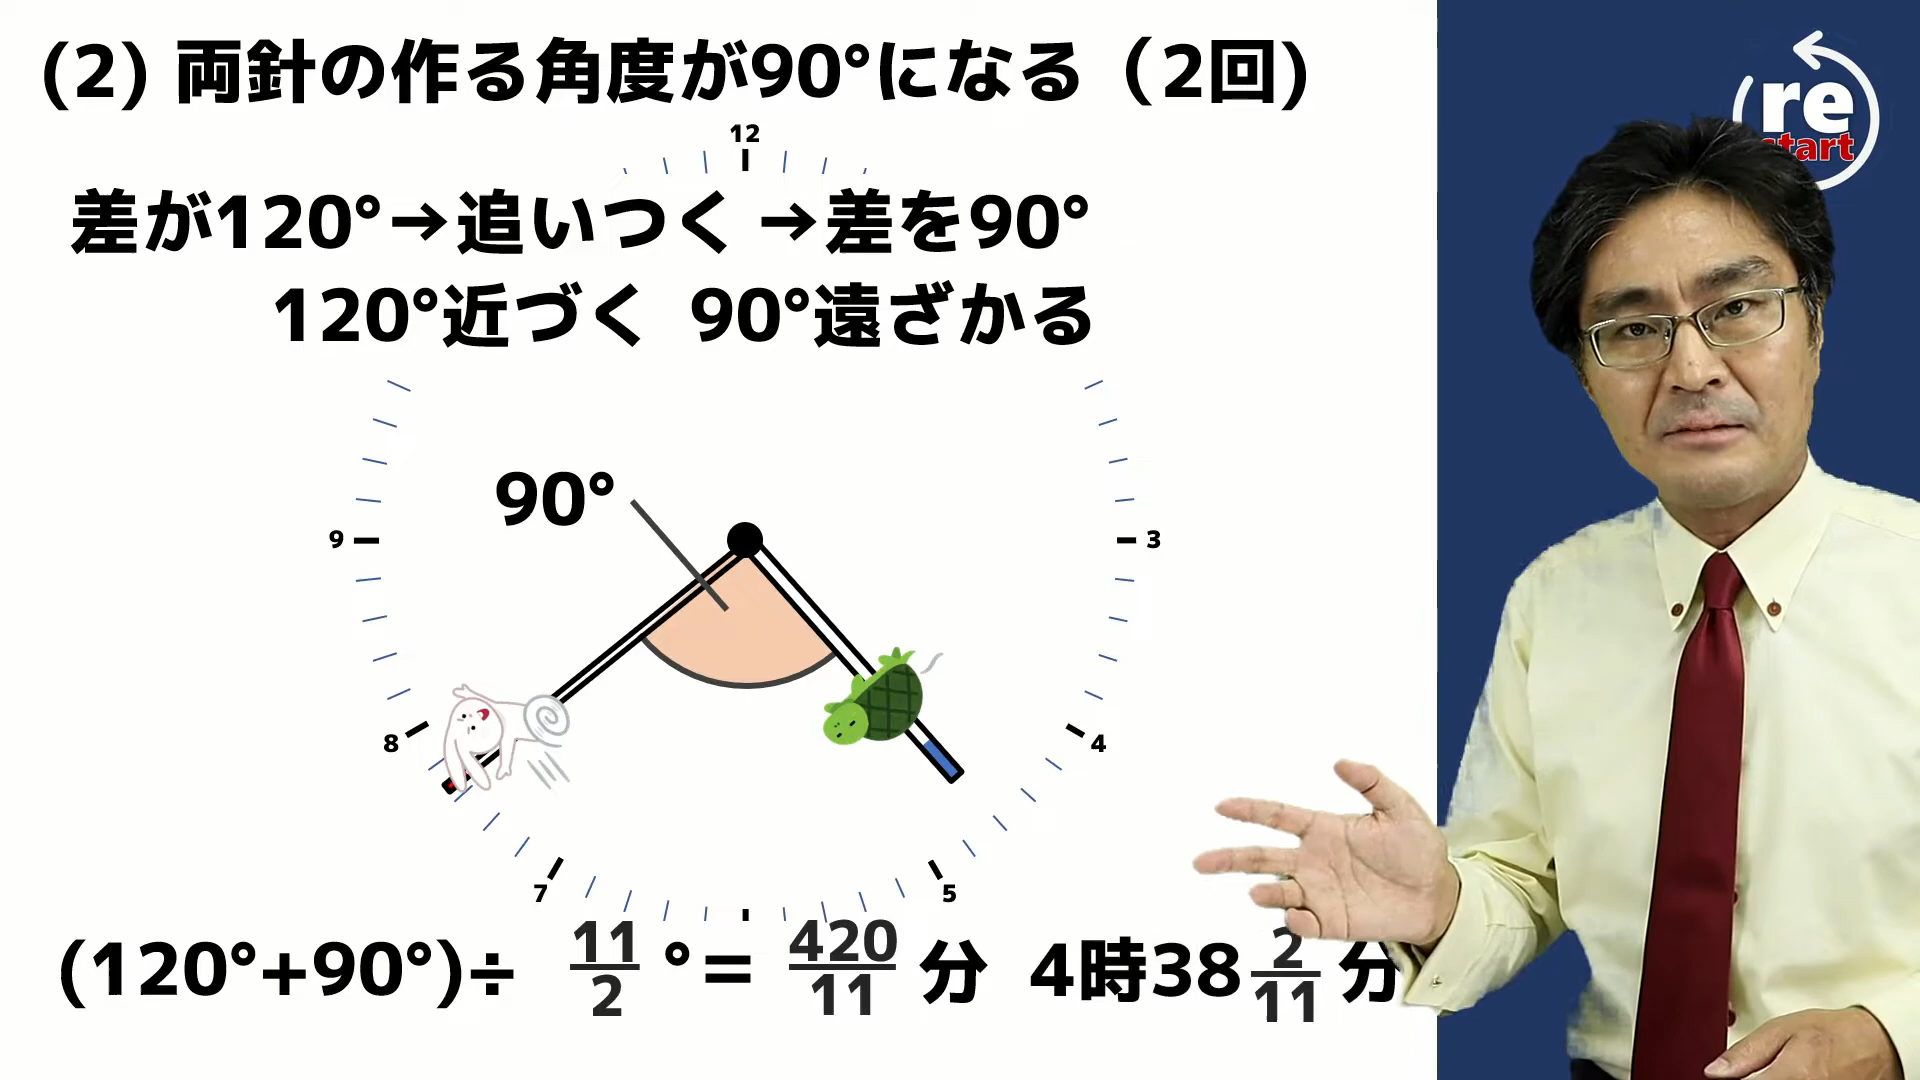 (2) 両針の作る角度が90°になる（2回)
re
start
12
差が120°→追いつく→差を90°
120°近づく 90°遠ざかる
90°
9
3
8
4
7
5
(120°+90°)÷ 11/2 ° = 420/11 分 4時38 2/11 分